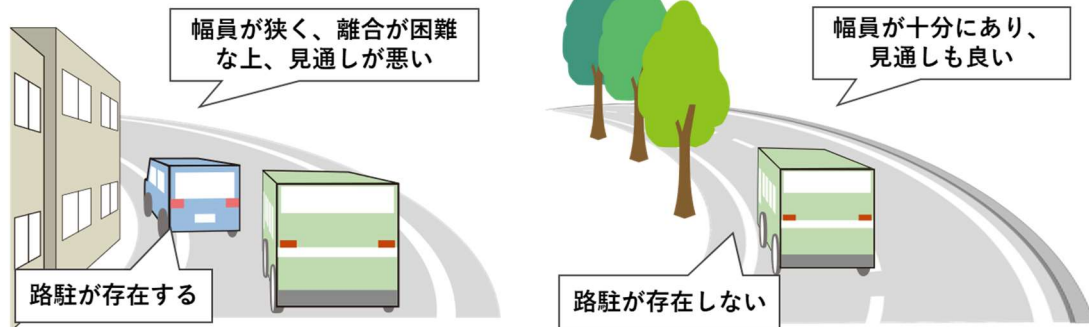 幅員が狭く、離合が困難
な上、見通しが悪い
路駐が存在する
幅員が十分にあり、
見通しも良い
路駐が存在しない